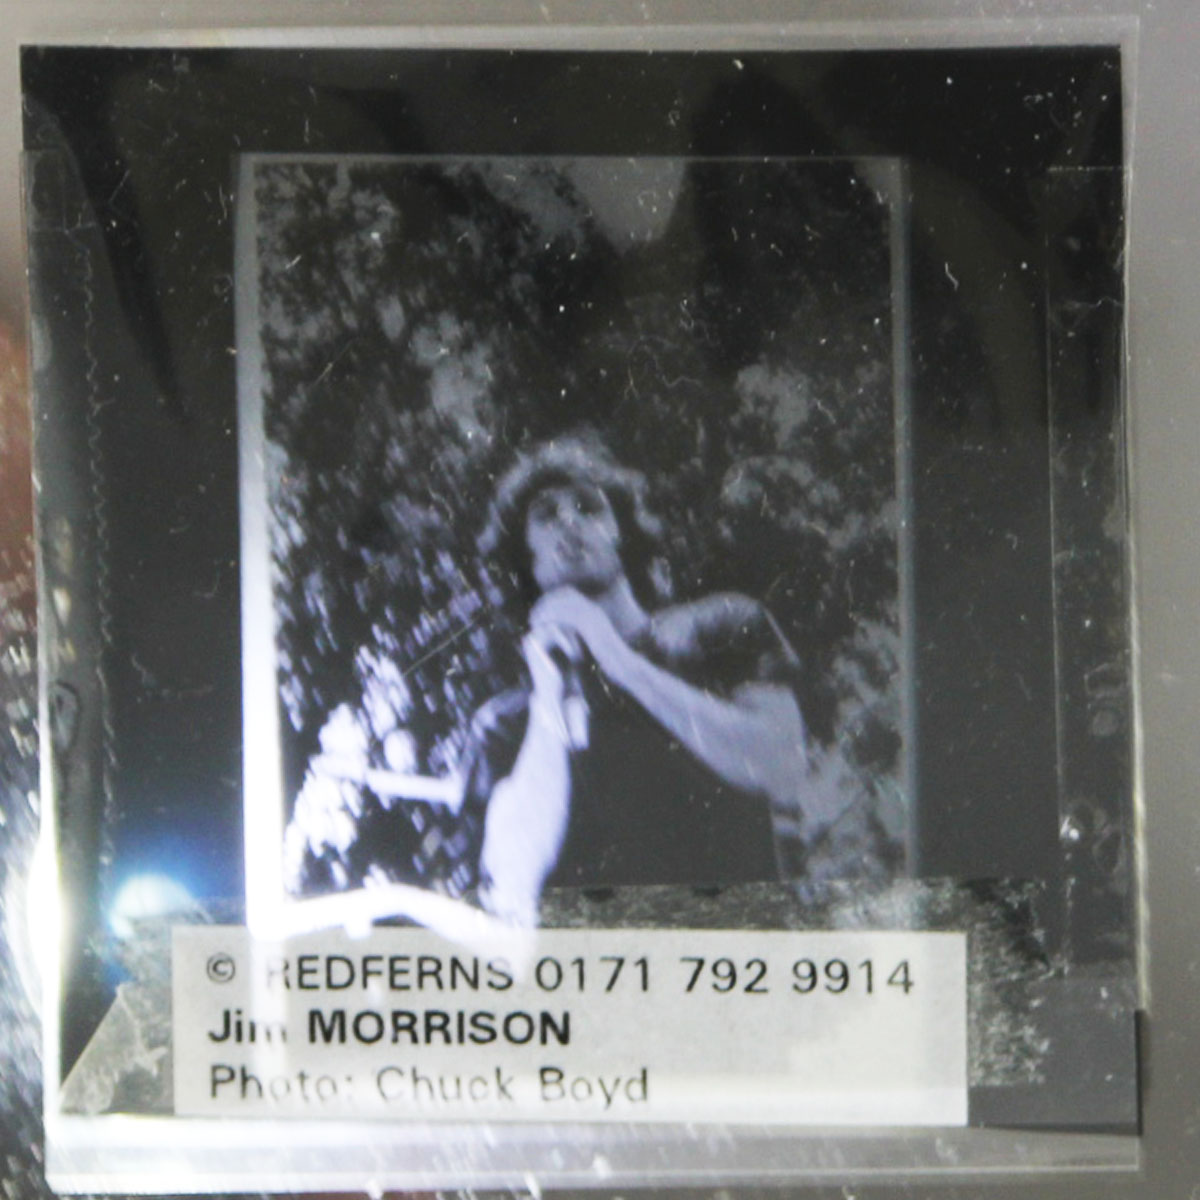 © REDFERNS 0171 792 9914
Jim MORRISON
Photo: Chuck Boyd